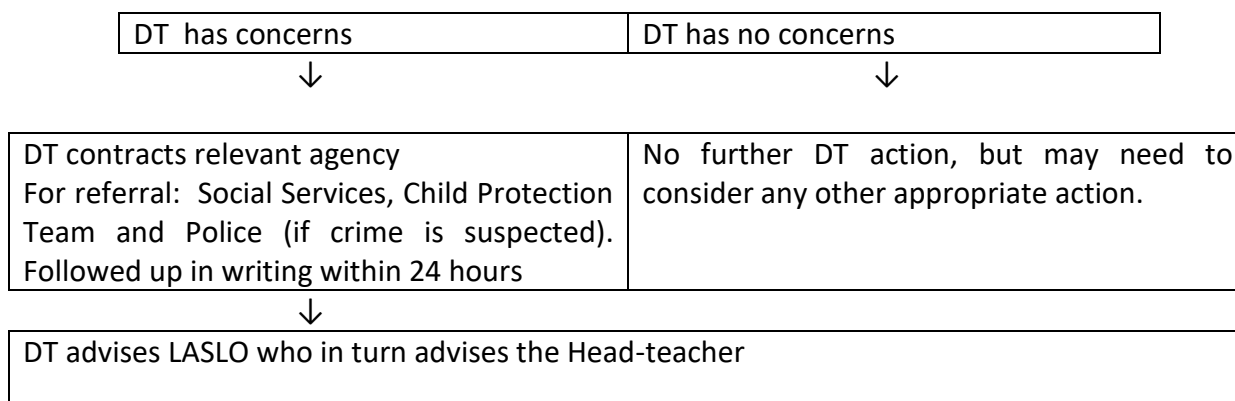 DT has concerns
DT has no concerns
↓
↓
DT contracts relevant agency
For referral: Social Services, Child Protection
Team and Police (if crime is suspected).
Followed up in writing within 24 hours
No further DT action, but may need to
consider any other appropriate action.
↓
DT advises LASLO who in turn advises the Head-teacher